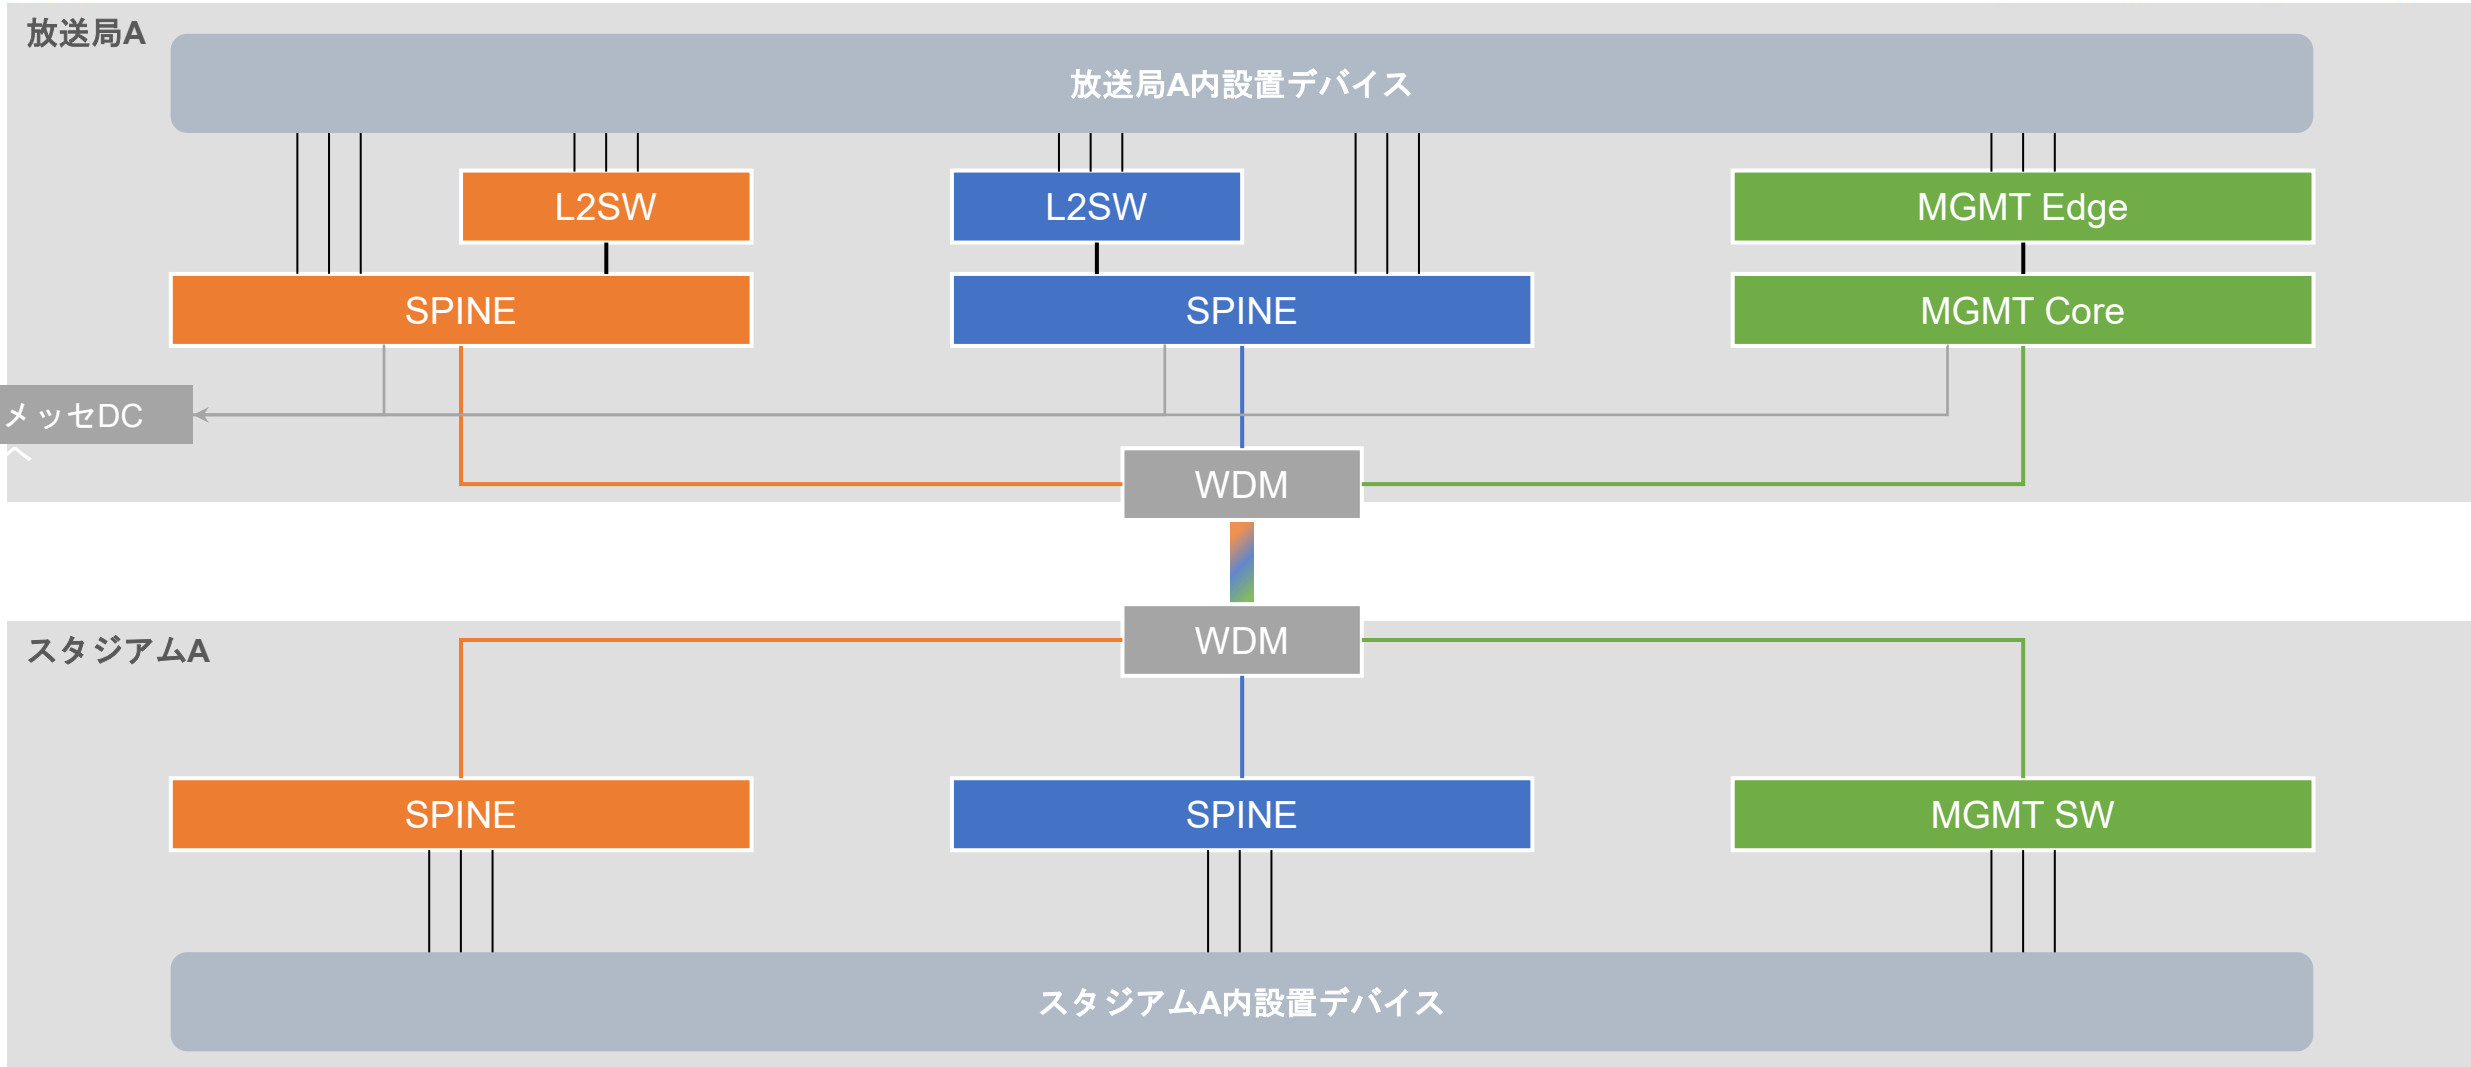 放送局A
放送局A内設置デバイス
L2SW
L2SW
MGMT Edge
SPINE
SPINE
MGMT Core
メッセDC
へ
WDM
WDM
スタジアムA
SPINE
SPINE
MGMT SW
スタジアムA内設置デバイス